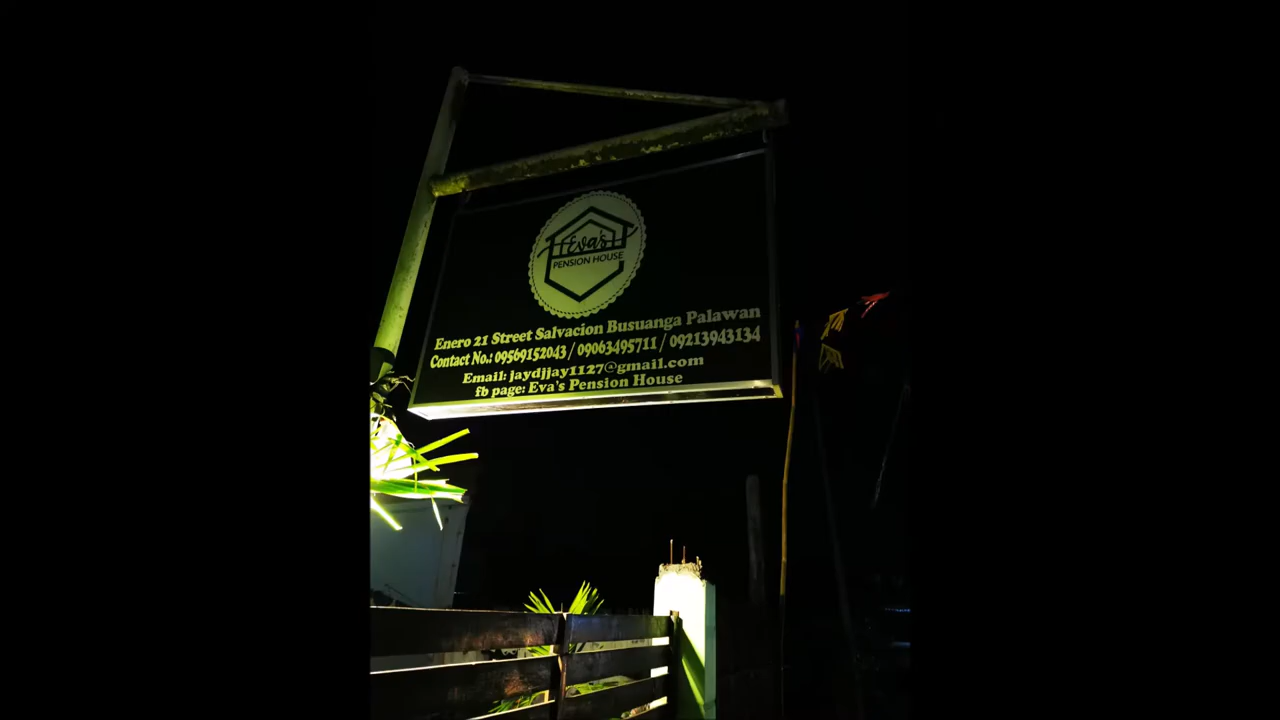 Eva's
PENSION HOUSE
Enero 21 Street Salvacion Busuanga Palawan
Contact No.: 09569152043 / 09063495711 / 09213943134
Email: jaydjjay1127@gmail.com
fb page: Eva's Pension House